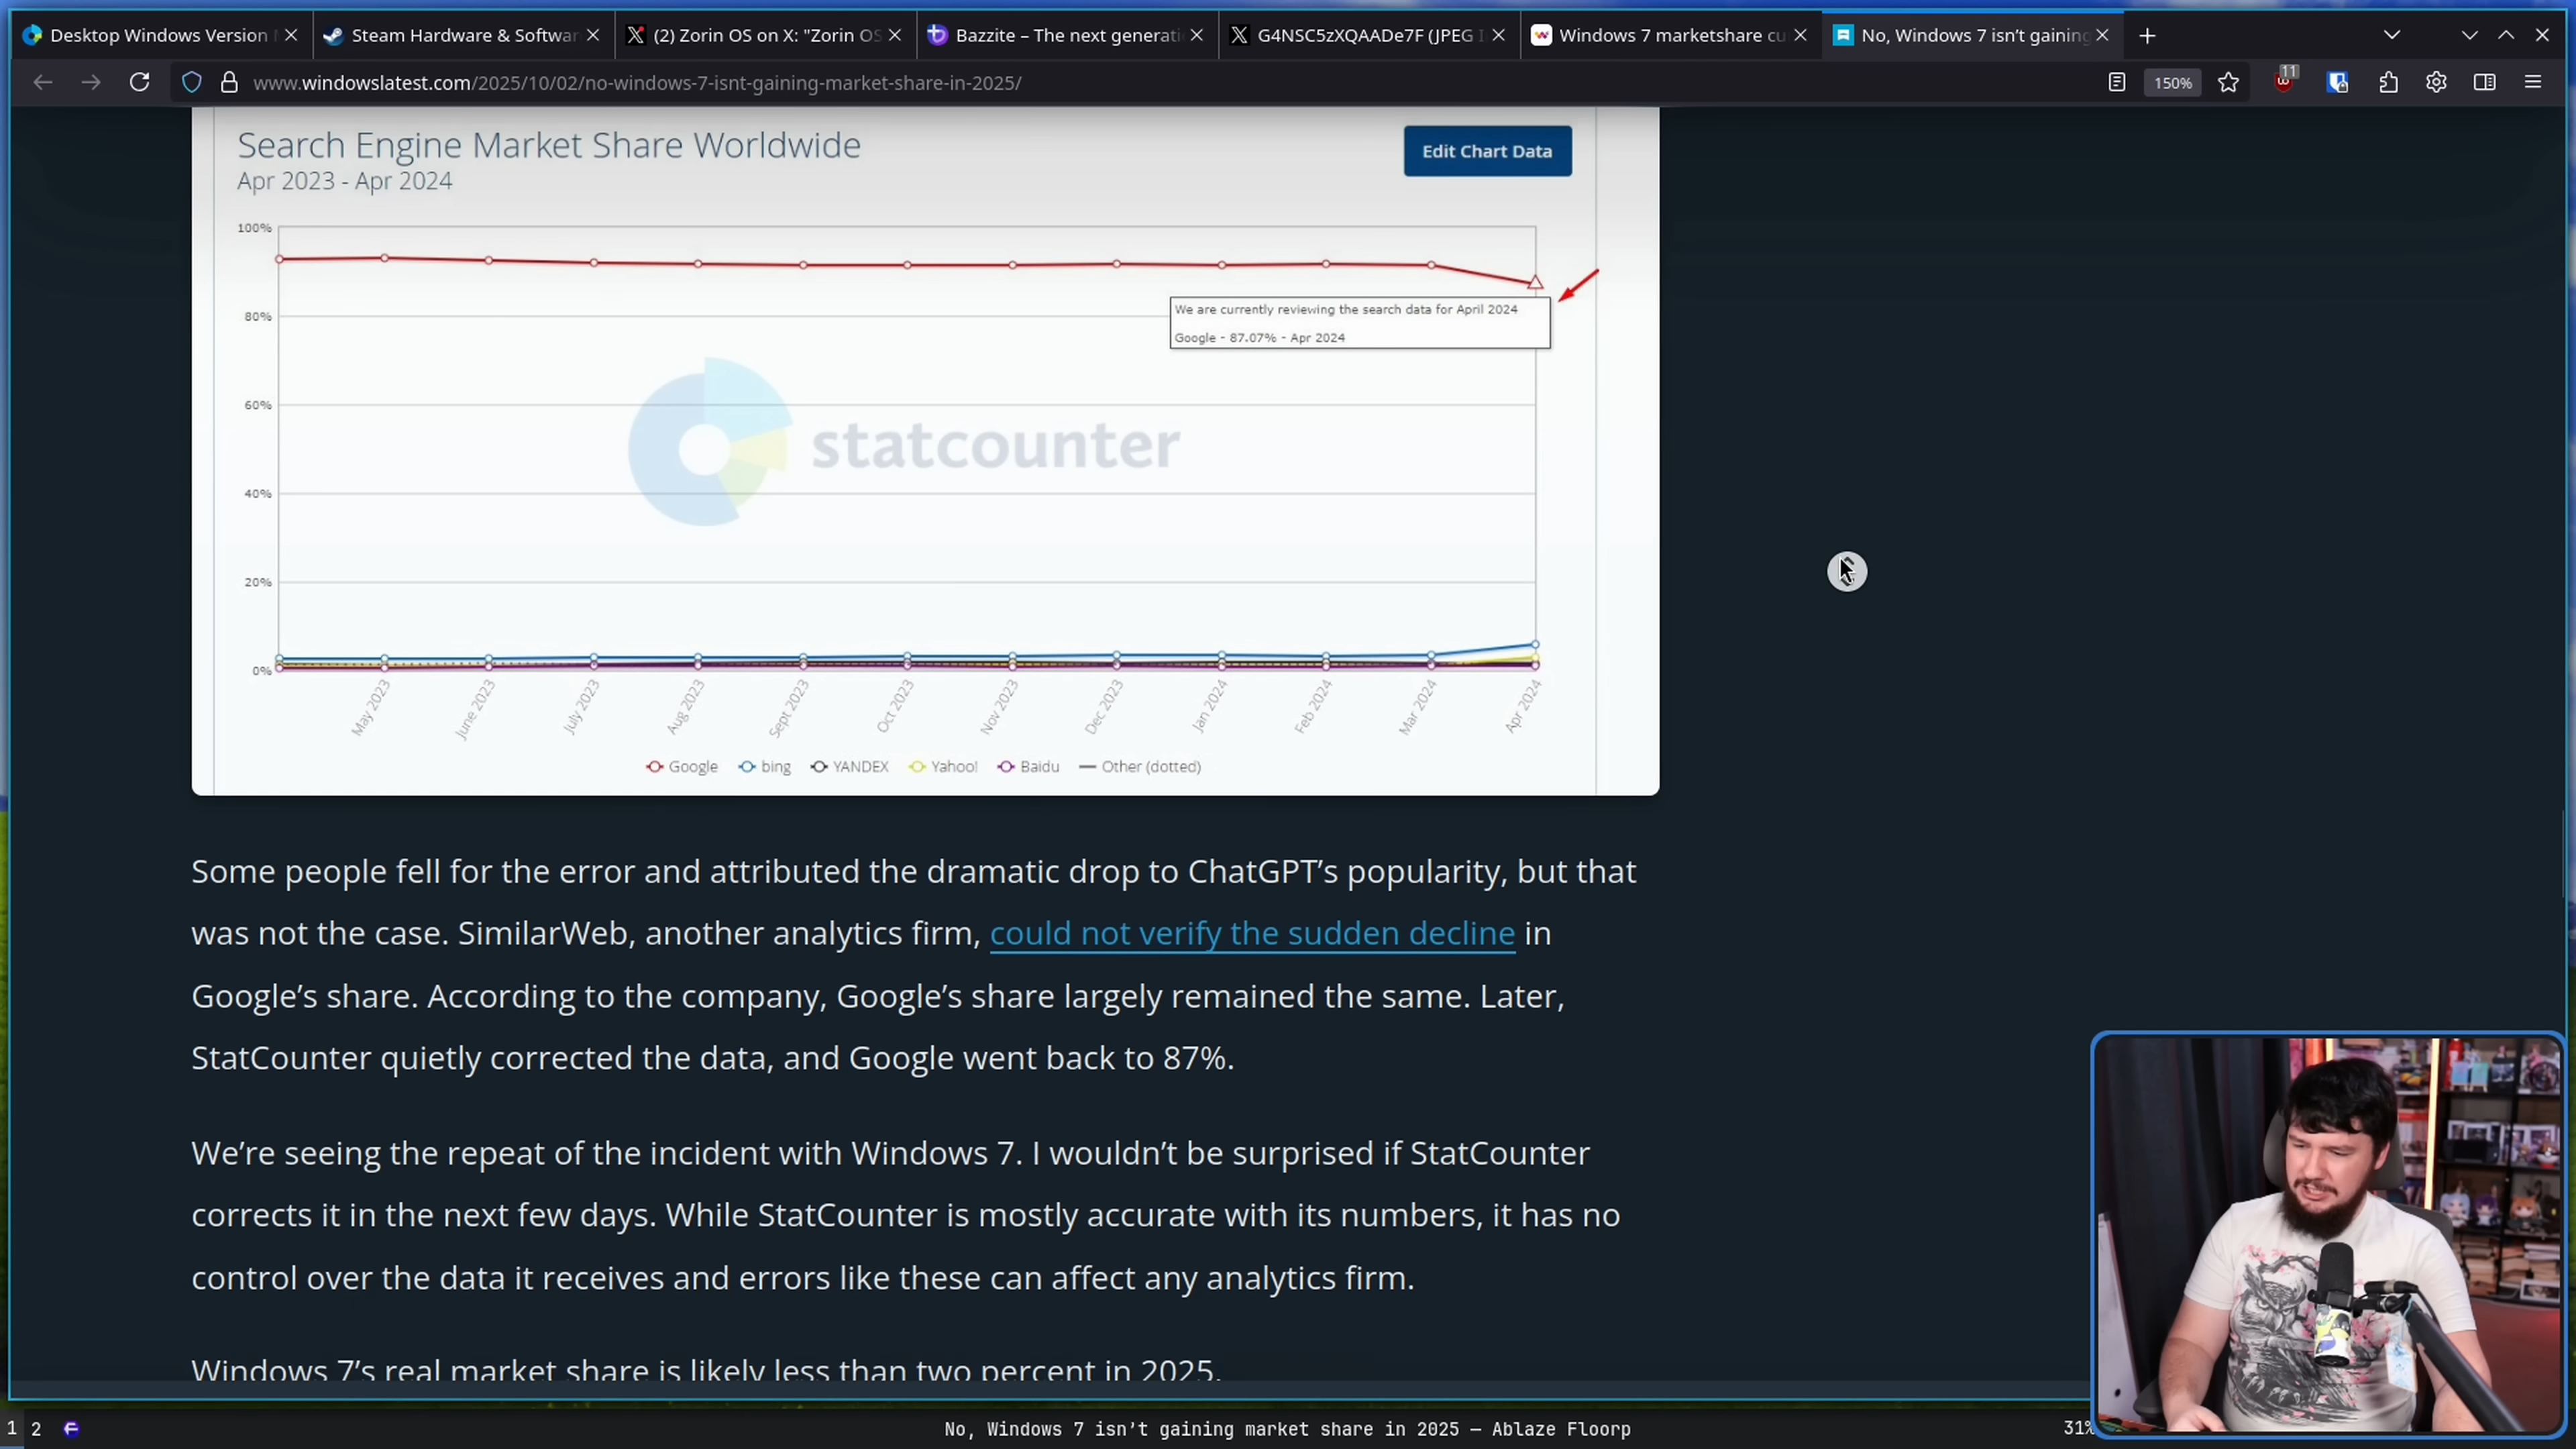 Desktop Windows Version
Steam Hardware & Softwar
(2) Zorin OS on X: "Zorin OS
Bazzite – The next generati
G4NSC5zXQAADe7F (JPEG I
Windows 7 marketshare cu
No, Windows 7 isn't gaining
www.windowslatest.com/2025/10/02/no-windows-7-isnt-gaining-market-share-in-2025/
150%
11
Search Engine Market Share Worldwide
Apr 2023 - Apr 2024
Edit Chart Data
100%
80%
60%
40%
20%
0%
We are currently reviewing the search data for April 2024
Google - 87.07% - Apr 2024
statcounter
May 2023
June 2023
July 2023
Aug 2023
Sept 2023
Oct 2023
Nov 2023
Dec 2023
Jan 2024
Feb 2024
Mar 2024
Apr 2024
Google bing YANDEX Yahoo! Baidu Other (dotted)
Some people fell for the error and attributed the dramatic drop to ChatGPT's popularity, but that
was not the case. SimilarWeb, another analytics firm, could not verify the sudden decline in
Google's share. According to the company, Google's share largely remained the same. Later,
StatCounter quietly corrected the data, and Google went back to 87%.
We're seeing the repeat of the incident with Windows 7. I wouldn't be surprised if StatCounter
corrects it in the next few days. While StatCounter is mostly accurate with its numbers, it has no
control over the data it receives and errors like these can affect any analytics firm.
Windows 7's real market share is likely less than two percent in 2025.
1 2
No, Windows 7 isn't gaining market share in 2025 — Ablaze Floorp
31%